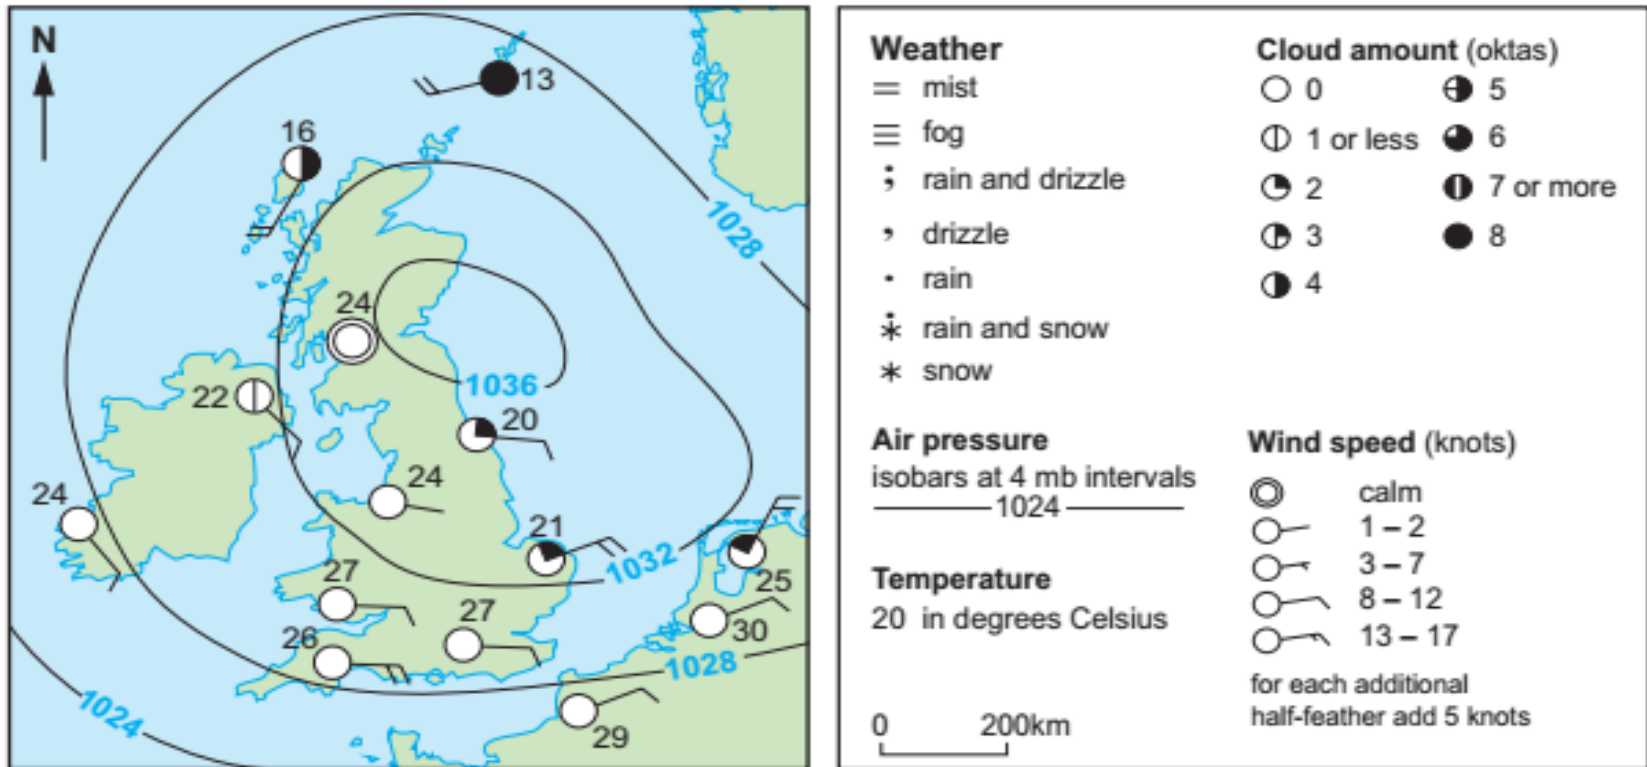 N
13
16
1028
24
1036
22
20
24
24
21
1032
25
27
27
30
26
1028
1024
29
Weather
mist
fog
rain and drizzle
drizzle
rain
rain and snow
snow
Cloud amount (oktas)
0
5
1 or less
6
2
7 or more
3
8
4
Air pressure
isobars at 4 mb intervals
1024
Temperature
20 in degrees Celsius
0 200km
Wind speed (knots)
calm
1 – 2
3 – 7
8 – 12
13 – 17
for each additional
half-feather add 5 knots